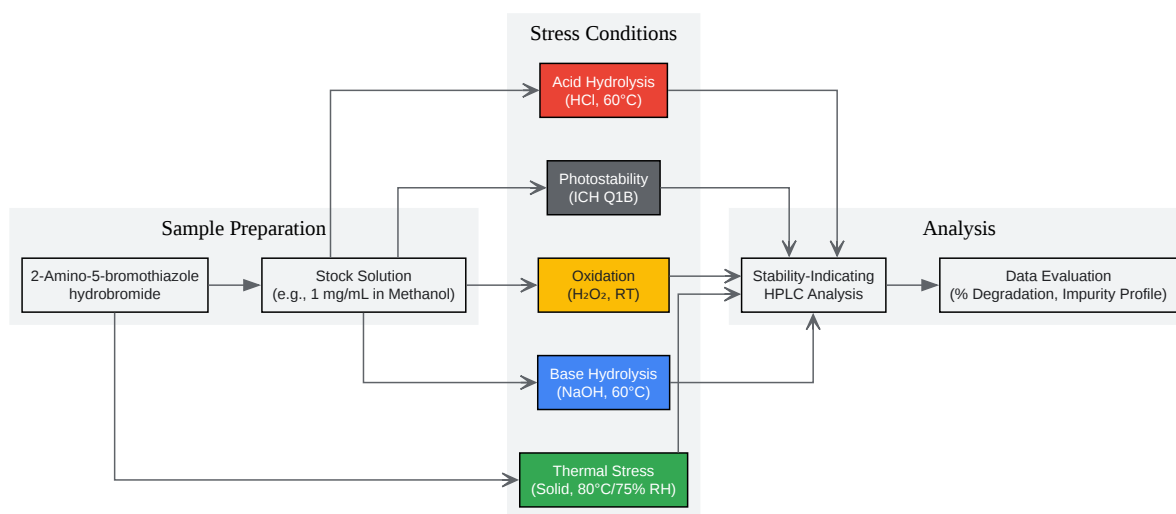 Stress Conditions
Acid Hydrolysis
(HCl, 60°C)
Photostability
(ICH Q1B)
Sample Preparation
Analysis
2-Amino-5-bromothiazole
hydrobromide
Stock Solution
(e.g., 1 mg/mL in Methanol)
Oxidation
(H₂O₂, RT)
Stability-Indicating
HPLC Analysis
Data Evaluation
(% Degradation, Impurity Profile)
Base Hydrolysis
(NaOH, 60°C)
Thermal Stress
(Solid, 80°C/75% RH)